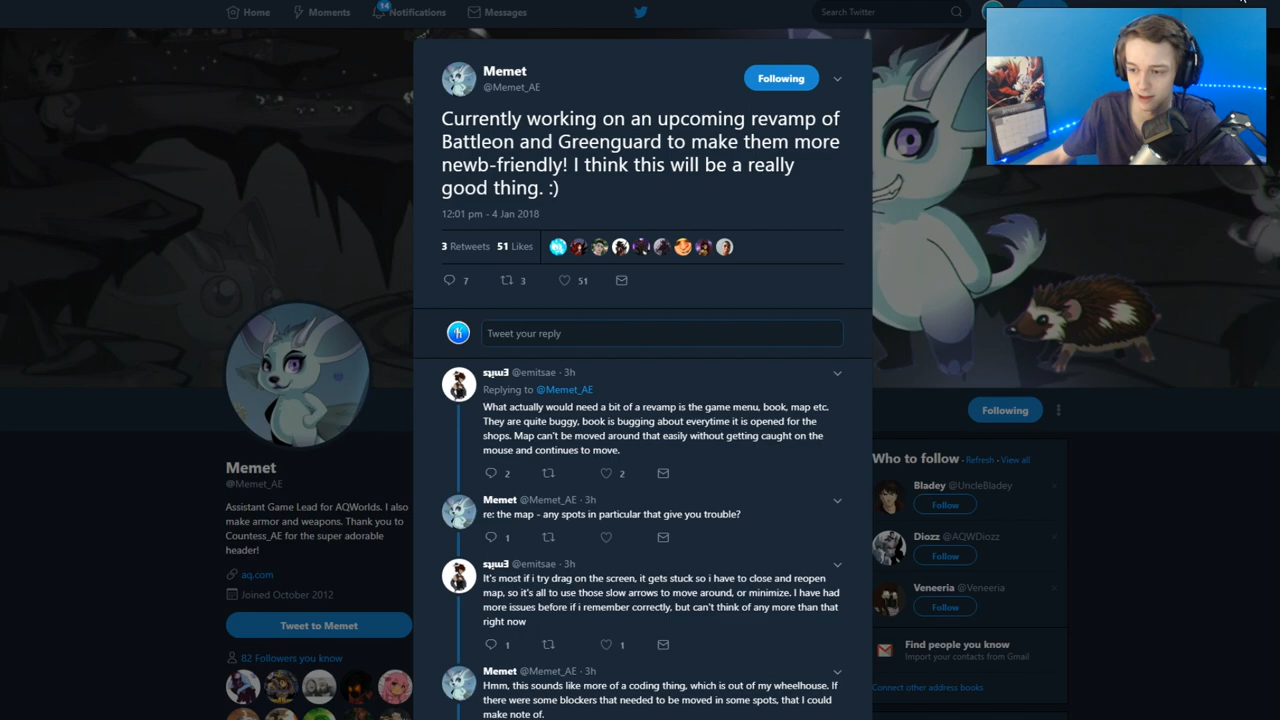 Home
Moments
14
Notifications
Messages
Search Twitter
Memet
@Memet_AE
Following
Currently working on an upcoming revamp of
Battleon and Greenguard to make them more
newb-friendly! I think this will be a really
good thing. :)
12:01 pm - 4 Jan 2018
3 Retweets 51 Likes
7 3 51
Tweet your reply
@emitsae · 3h
Replying to @Memet_AE
What actually would need a bit of a revamp is the game menu, book, map etc.
They are quite buggy, book is bugging about everytime it is opened for the
shops. Map can't be moved around that easily without getting caught on the
mouse and continues to move.
2 2
Memet @Memet_AE · 3h
re: the map - any spots in particular that give you trouble?
1
@emitsae · 3h
It's most if i try drag on the screen, it gets stuck so i have to close and reopen
map, so it's all to use those slow arrows to move around, or minimize. I have had
more issues before if i remember correctly, but can't think of any more than that
right now
1 1
Memet @Memet_AE · 3h
Hmm, this sounds like more of a coding thing, which is out of my wheelhouse. If
there were some blockers that needed to be moved in some spots, that I could
make note of.
Memet
@Memet_AE
Assistant Game Lead for AQWorlds. I also
make armor and weapons. Thank you to
Countess_AE for the super adorable
header!
aq.com
Joined October 2012
Tweet to Memet
82 Followers you know
Following
Who to follow · Refresh · View all
Bladey @UncleBladey
Follow
Diozz @AQWDiozz
Follow
Veneeria @Veneeria
Follow
Find people you know
Import your contacts from Gmail
Connect other address books